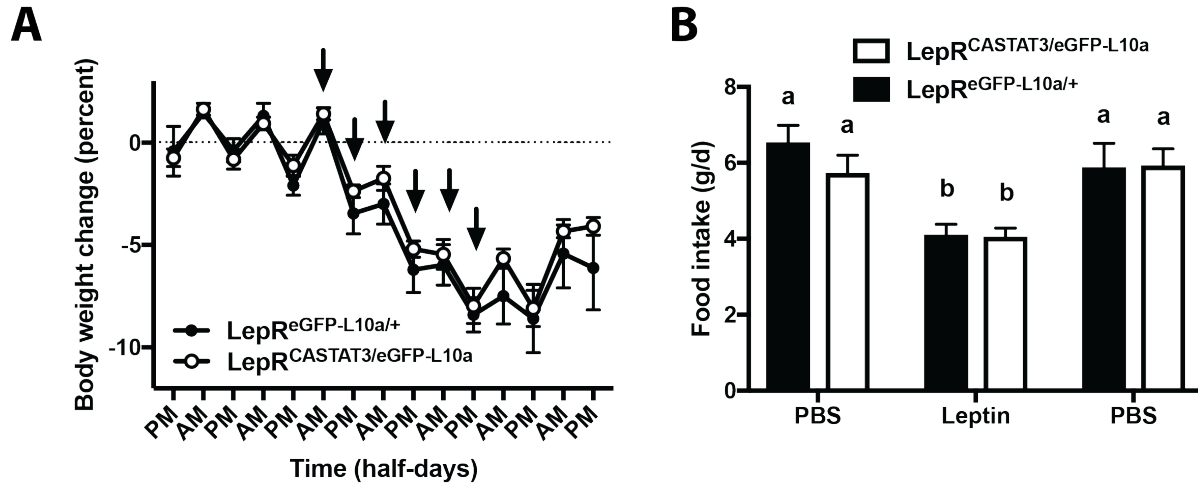 A
Body weight change (percent)
0
-5
-10
LepR^eGFP-L10a/+
LepR^CASTAT3/eGFP-L10a
PM AM PM AM PM AM PM AM PM AM PM AM PM AM PM
Time (half-days)
B
LepR^CASTAT3/eGFP-L10a
LepR^eGFP-L10a/+
Food intake (g/d)
8
6
4
2
0
a a b b a a
PBS Leptin PBS